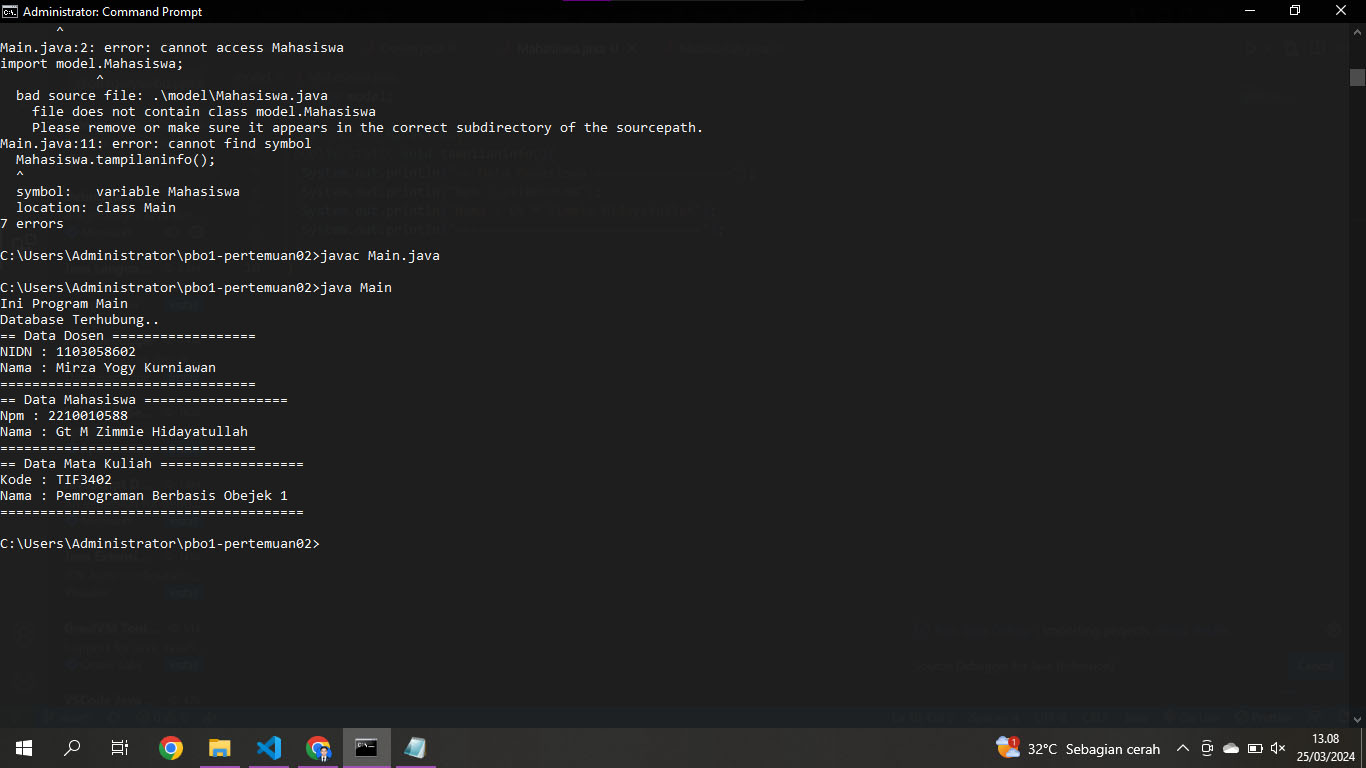 Administrator: Command Prompt
^
Main.java:2: error: cannot access Mahasiswa
import model.Mahasiswa;
^
bad source file: .\model\Mahasiswa.java
file does not contain class model.Mahasiswa
Please remove or make sure it appears in the correct subdirectory of the sourcepath.
Main.java:11: error: cannot find symbol
Mahasiswa.tampilaninfo();
^
symbol:   variable Mahasiswa
location: class Main
7 errors
C:\Users\Administrator\pbo1-pertemuan02>javac Main.java
C:\Users\Administrator\pbo1-pertemuan02>java Main
Ini Program Main
Database Terhubung..
== Data Dosen ==================
NIDN : 1103058602
Nama : Mirza Yogy Kurniawan
================================
== Data Mahasiswa ==================
Npm : 2210010588
Nama : Gt M Zimmie Hidayatullah
================================
== Data Mata Kuliah ==================
Kode : TIF3402
Nama : Pemrograman Berbasis Obejek 1
======================================
C:\Users\Administrator\pbo1-pertemuan02>
1
32°C Sebagian cerah
13.08
25/03/2024